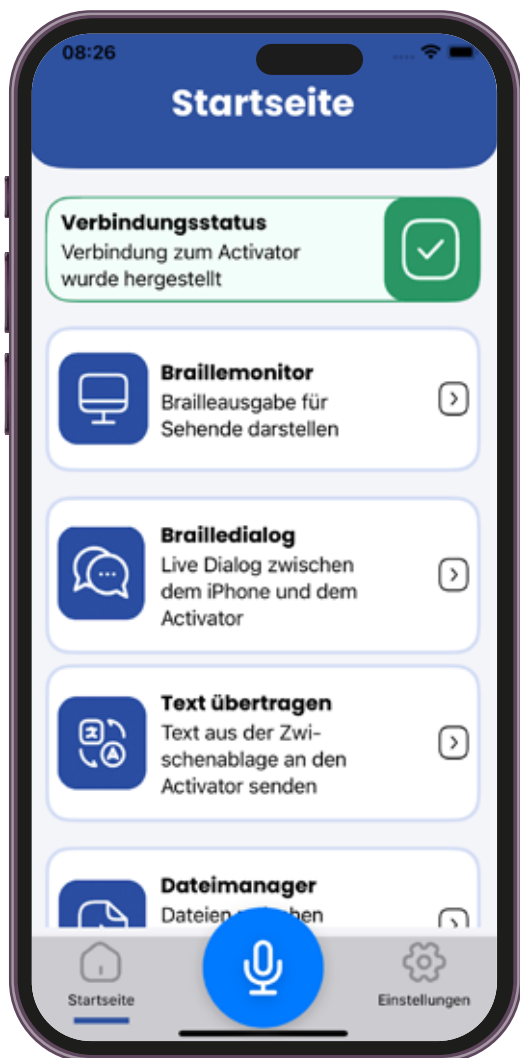 08:26
Startseite
Verbindungsstatus
Verbindung zum Activator
wurde hergestellt
Braillemonitor
Brailleausgabe für
Sehende darstellen
Brailledialog
Live Dialog zwischen
dem iPhone und dem
Activator
Text übertragen
Text aus der Zwi-
schenablage an den
Activator senden
Dateimanager
Dateien
Startseite
Einstellungen